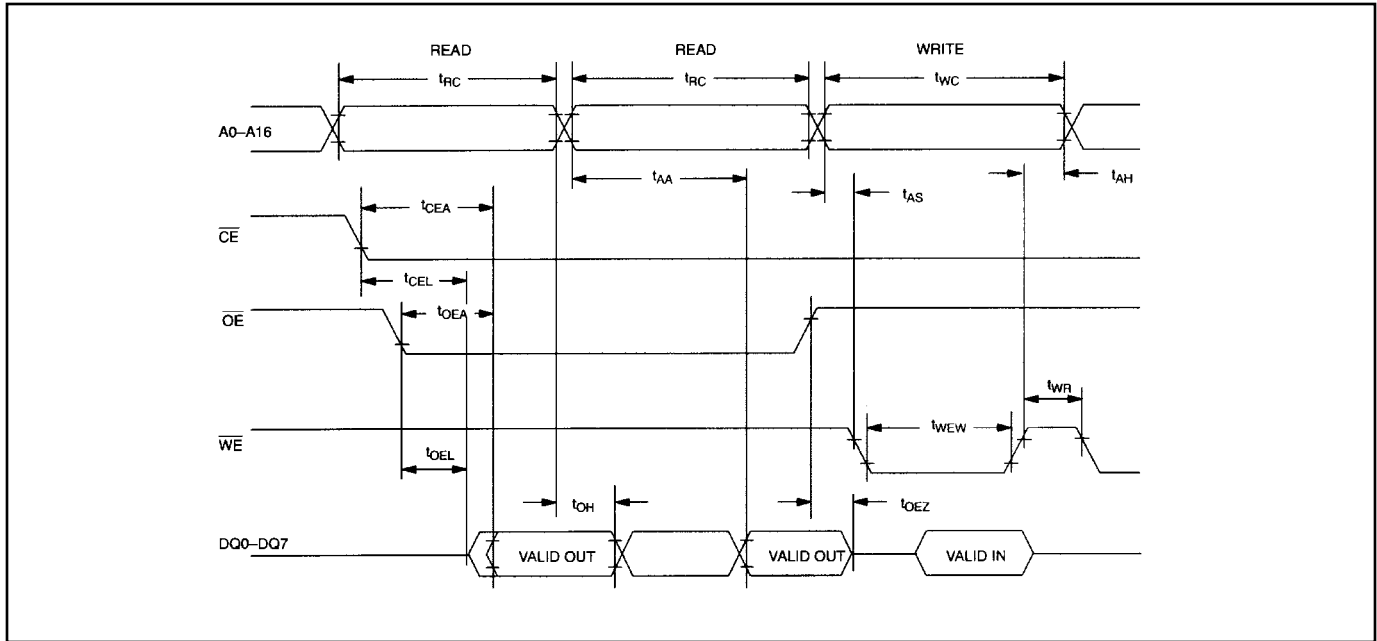 READ READ WRITE
tRC tRC tWC
A0–A16
tAA tAH
tAS
tCEA
CE
tCEL
OE tOEA
tWR
WE tWEW
tOEL
tOH tOEZ
DQ0–DQ7 VALID OUT VALID OUT VALID IN